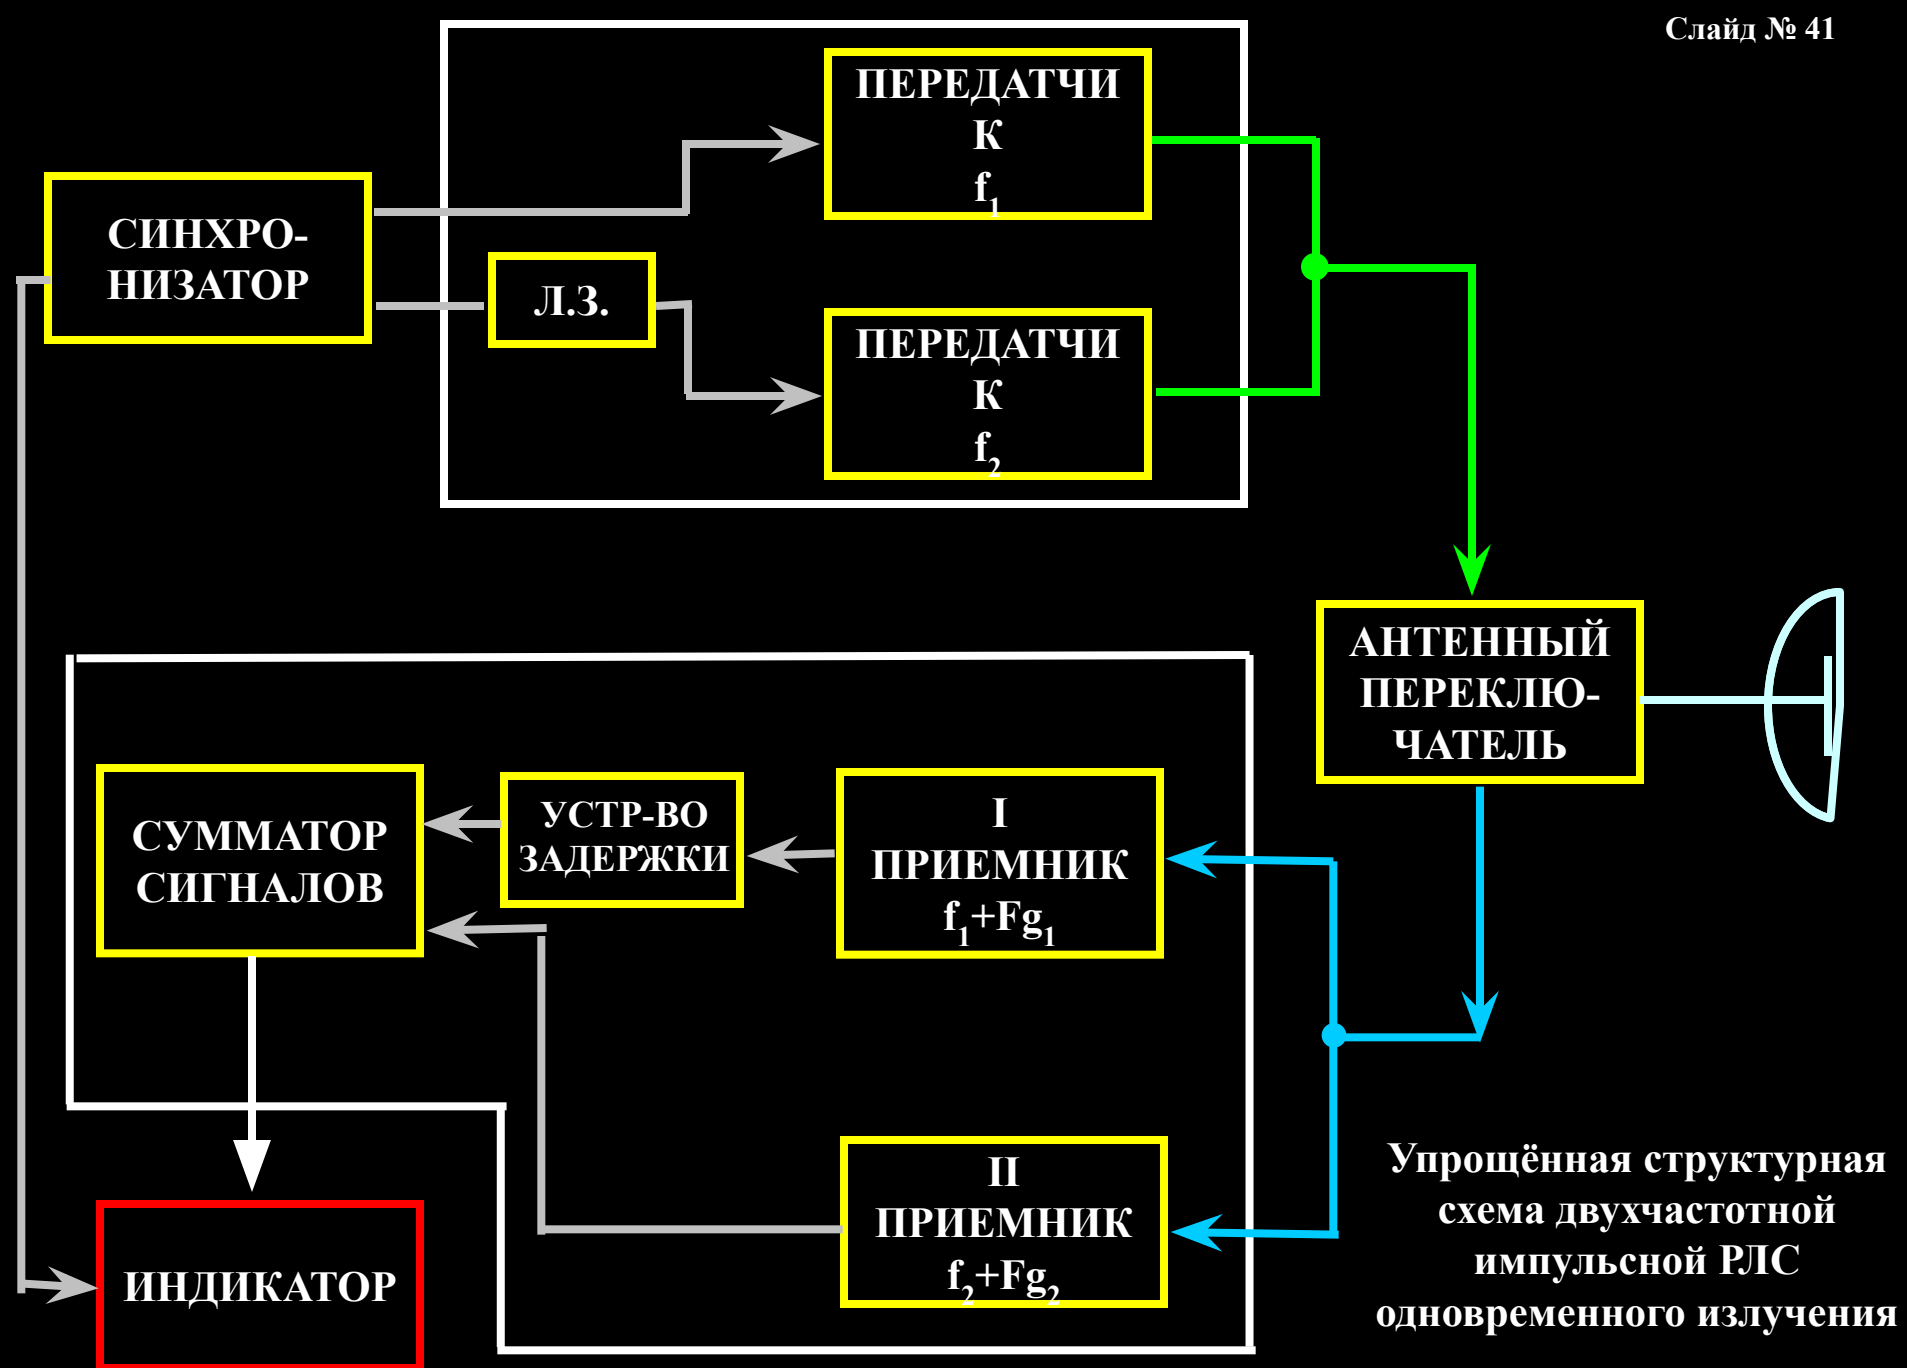 Слайд № 41
ПЕРЕДАТЧИ
К
f1
СИНХРО-
НИЗАТОР
Л.З.
ПЕРЕДАТЧИ
К
f2
АНТЕННЫЙ
ПЕРЕКЛЮ-
ЧАТЕЛЬ
СУММАТОР
СИГНАЛОВ
УСТР-ВО
ЗАДЕРЖКИ
I
ПРИЕМНИК
f1+Fg1
II
ПРИЕМНИК
f2+Fg2
ИНДИКАТОР
Упрощённая структурная
схема двухчастотной
импульсной РЛС
одновременного излучения